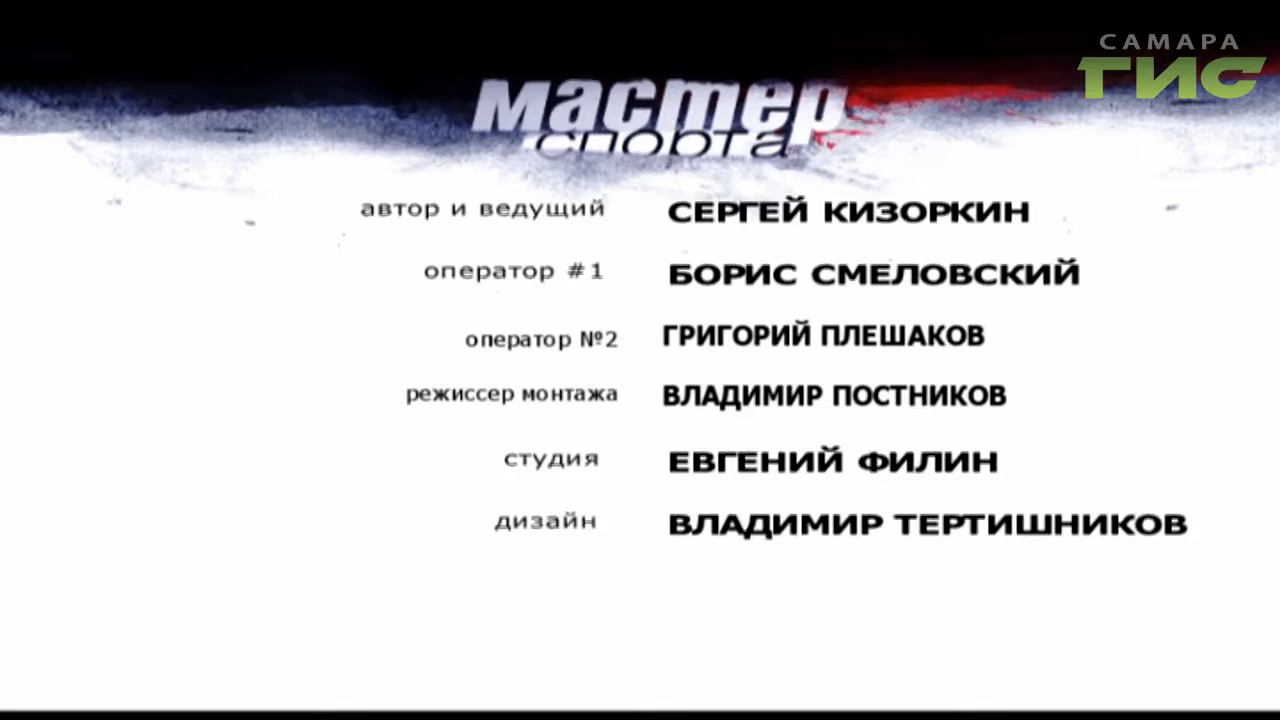 САМАРА
ГИС
мастер
спорта
автор и ведущий СЕРГЕЙ КИЗОРКИН
оператор #1 БОРИС СМЕЛОВСКИЙ
оператор №2 ГРИГОРИЙ ПЛЕШАКОВ
режиссер монтажа ВЛАДИМИР ПОСТНИКОВ
студия ЕВГЕНИЙ ФИЛИН
дизайн ВЛАДИМИР ТЕРТИШНИКОВ